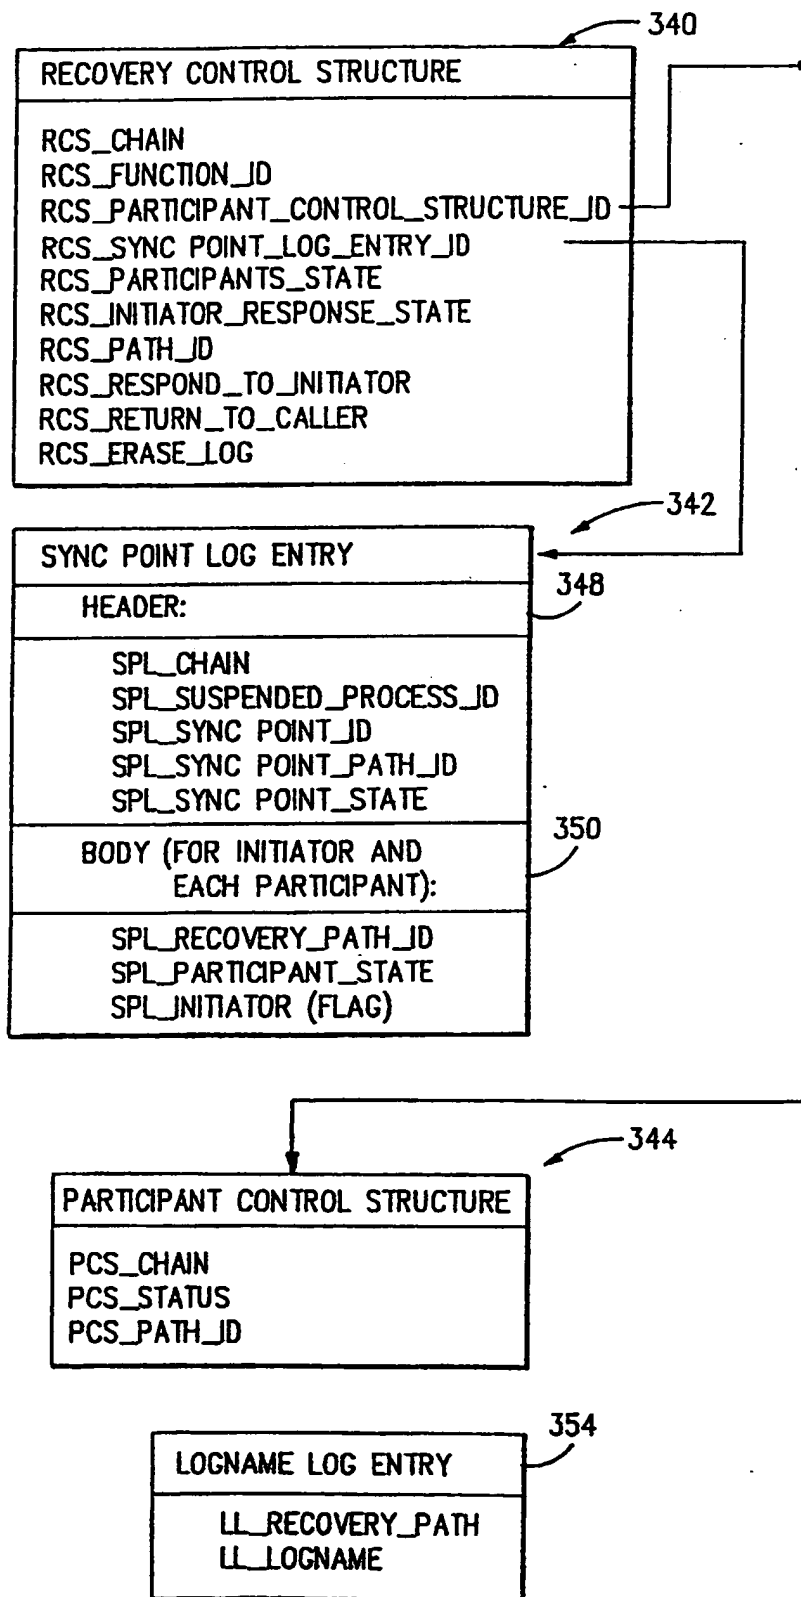 340
RECOVERY CONTROL STRUCTURE
RCS_CHAIN
RCS_FUNCTION_ID
RCS_PARTICIPANT_CONTROL_STRUCTURE_ID
RCS_SYNC POINT_LOG_ENTRY_ID
RCS_PARTICIPANTS_STATE
RCS_INITIATOR_RESPONSE_STATE
RCS_PATH_ID
RCS_RESPOND_TO_INITIATOR
RCS_RETURN_TO_CALLER
RCS_ERASE_LOG
342
SYNC POINT LOG ENTRY
348
HEADER:
SPL_CHAIN
SPL_SUSPENDED_PROCESS_ID
SPL_SYNC POINT_ID
SPL_SYNC POINT_PATH_ID
SPL_SYNC POINT_STATE
350
BODY (FOR INITIATOR AND
EACH PARTICIPANT):
SPL_RECOVERY_PATH_ID
SPL_PARTICIPANT_STATE
SPL_INITIATOR (FLAG)
344
PARTICIPANT CONTROL STRUCTURE
PCS_CHAIN
PCS_STATUS
PCS_PATH_ID
354
LOGNAME LOG ENTRY
LL_RECOVERY_PATH
LL_LOGNAME